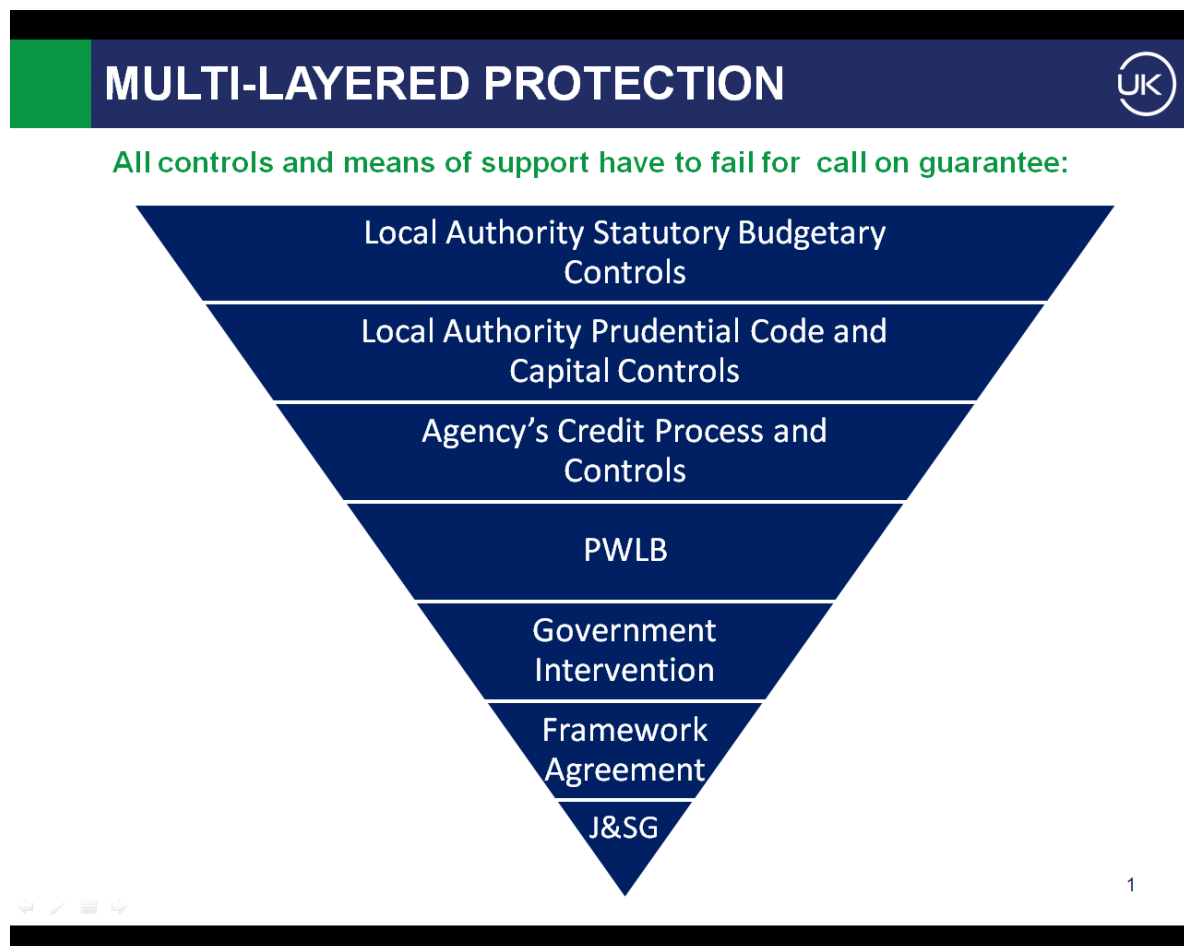 MULTI-LAYERED PROTECTION
UK
All controls and means of support have to fail for  call on guarantee:
Local Authority Statutory Budgetary
Controls
Local Authority Prudential Code and
Capital Controls
Agency’s Credit Process and
Controls
PWLB
Government
Intervention
Framework
Agreement
J&SG
1